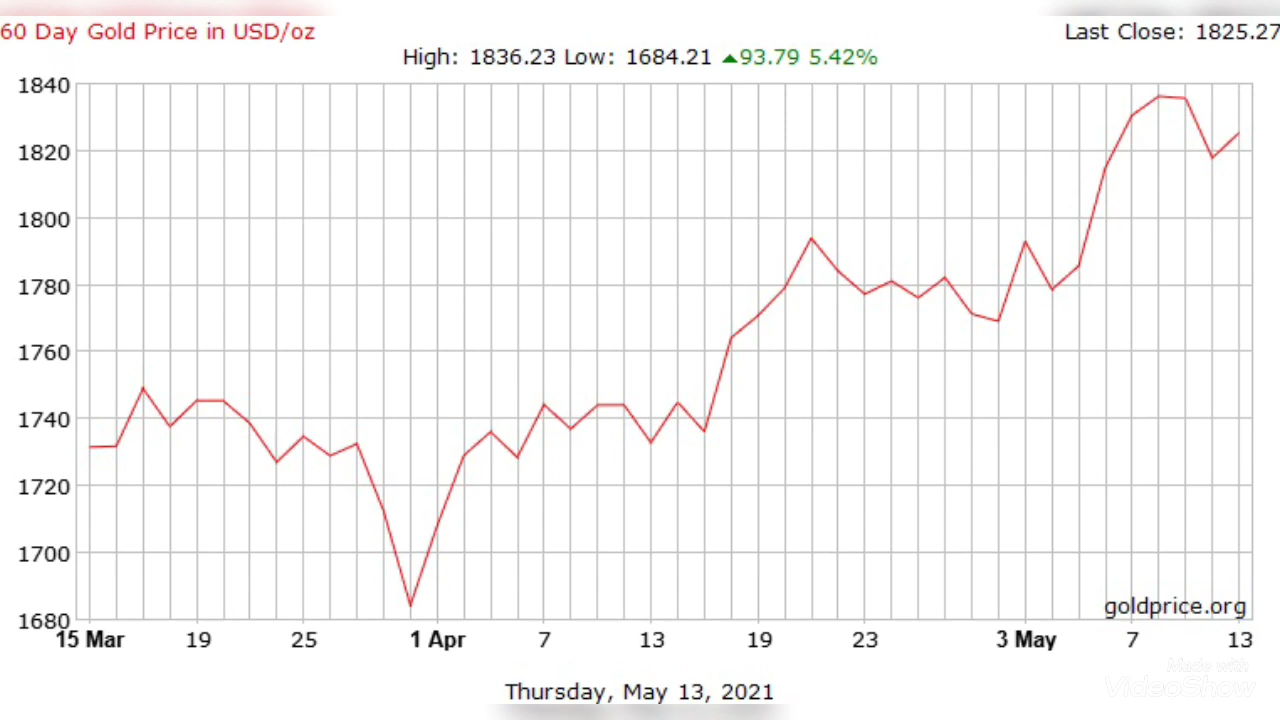 60 Day Gold Price in USD/oz
Last Close: 1825.27
High: 1836.23 Low: 1684.21 ▲93.79 5.42%
1840
1820
1800
1780
1760
1740
1720
1700
1680
goldprice.org
15 Mar 19 25 1 Apr 7 13 19 23 3 May 7 13
Thursday, May 13, 2021
Made with
VideoShow